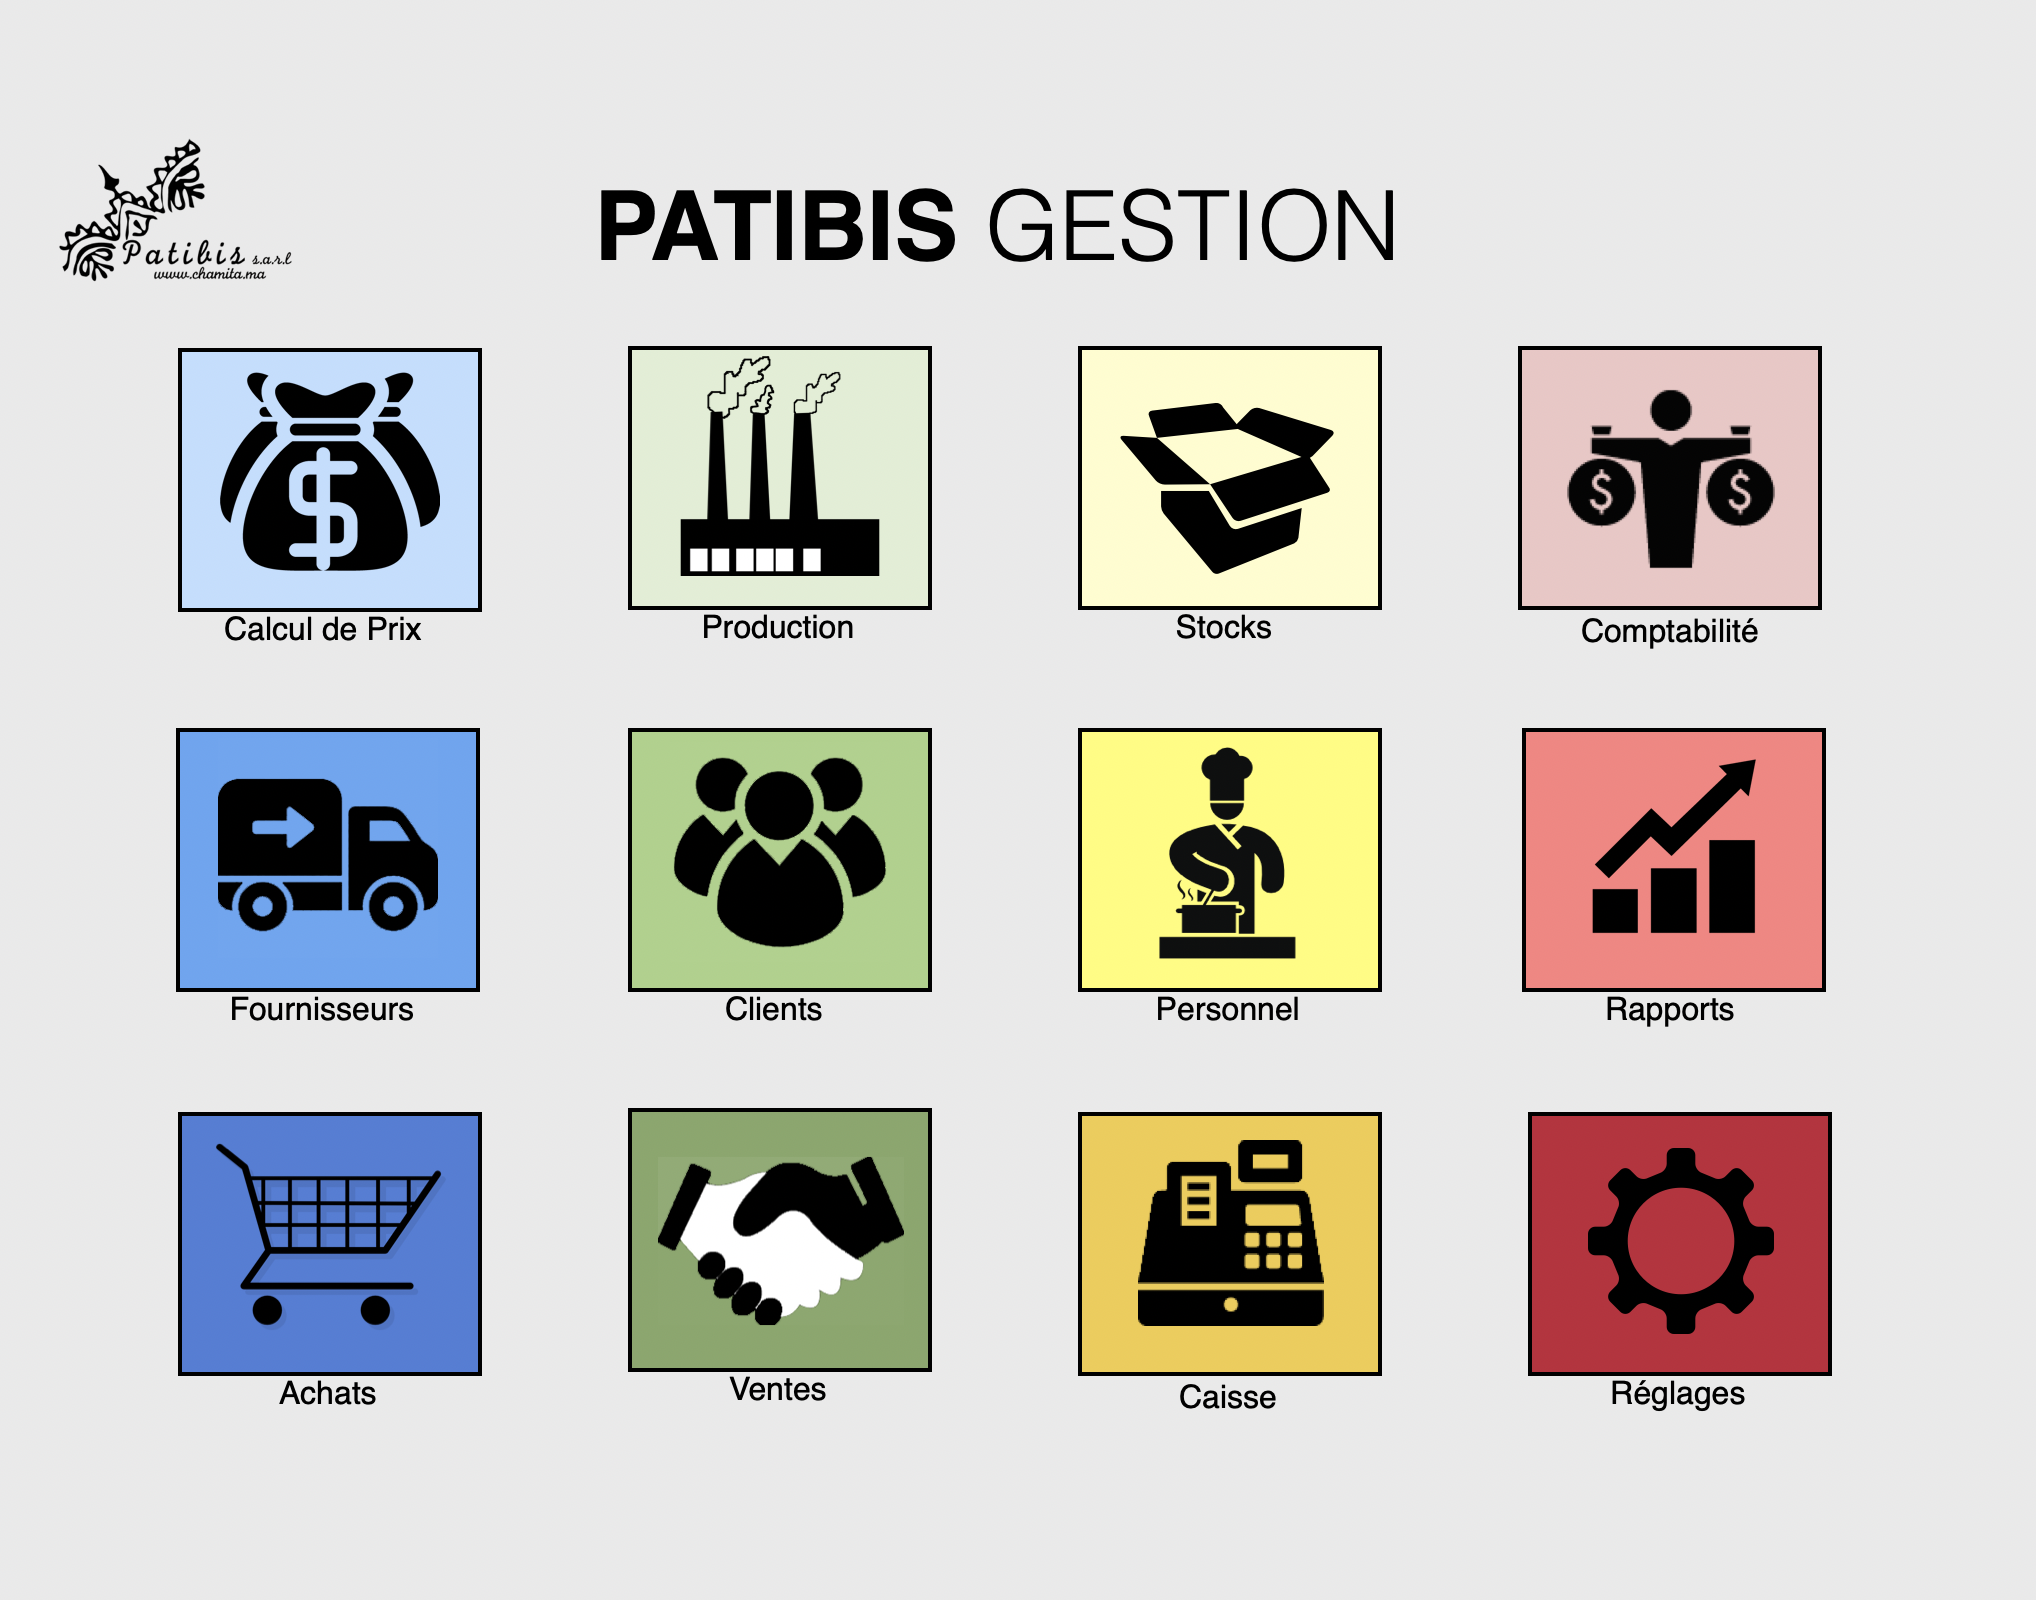 Patibis s.a.r.l
www.chamita.ma
PATIBIS GESTION
Calcul de Prix
Production
Stocks
Comptabilité
Fournisseurs
Clients
Personnel
Rapports
Achats
Ventes
Caisse
Réglages